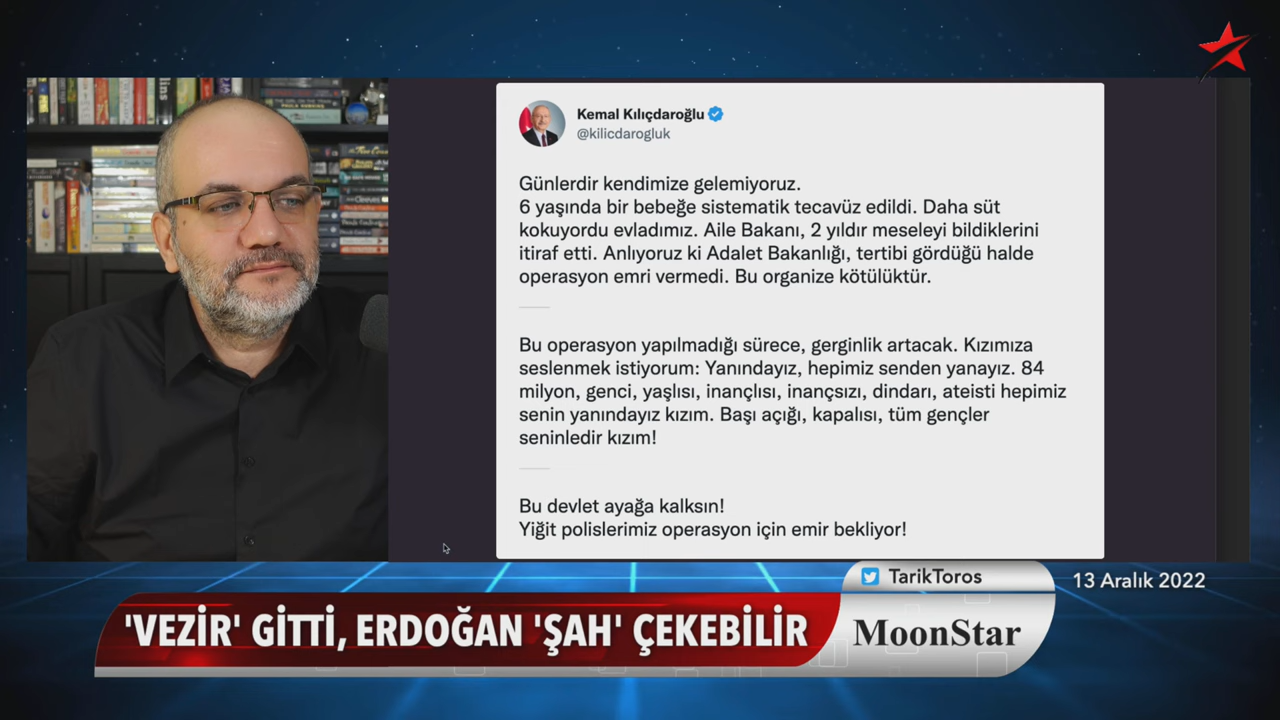 Kemal Kılıçdaroğlu
@kilicdarogluk
Günlerdir kendimize gelemiyoruz.
6 yaşında bir bebeğe sistematik tecavüz edildi. Daha süt
kokuyordu evladımız. Aile Bakanı, 2 yıldır meseleyi bildiklerini
itiraf etti. Anlıyoruz ki Adalet Bakanlığı, tertibi gördüğü halde
operasyon emri vermedi. Bu organize kötülüktür.
Bu operasyon yapılmadığı sürece, gerginlik artacak. Kızımıza
seslenmek istiyorum: Yanındayız, hepimiz senden yanayız. 84
milyon, genci, yaşlısı, inançlısı, inançsızı, dindarı, ateisti hepimiz
senin yanındayız kızım. Başı açığı, kapalısı, tüm gençler
seninledir kızım!
Bu devlet ayağa kalksın!
Yiğit polislerimiz operasyon için emir bekliyor!
TarikToros
13 Aralık 2022
'VEZİR' GİTTİ, ERDOĞAN 'ŞAH' ÇEKEBİLİR
MoonStar